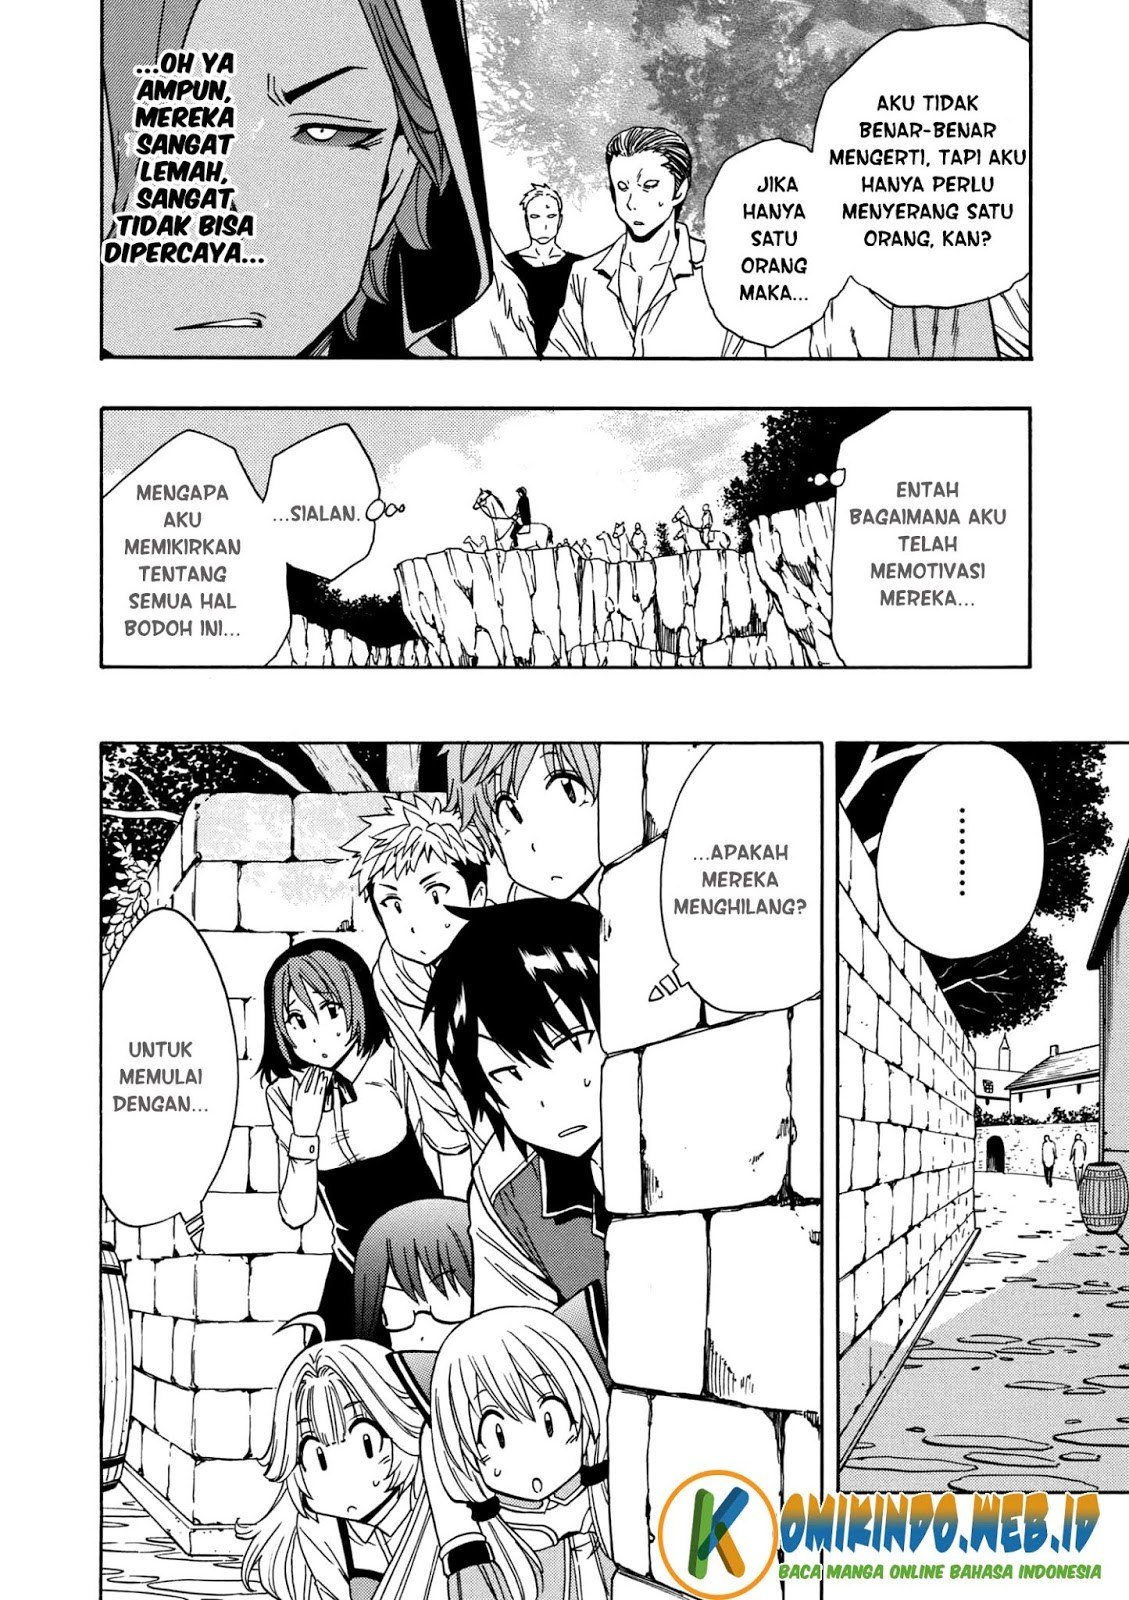 AKU TIDAK
BENAR-BENAR
MENGERTI, TAPI AKU
HANYA PERLU
MENYERANG SATU
ORANG, KAN?
JIKA
HANYA
SATU
ORANG
MAKA...
...OH YA
AMPUN,
MEREKA
SANGAT
LEMAH,
SANGAT
TIDAK BISA
DIPERCAYA...
ENTAH
BAGAIMANA AKU
TELAH
MEMOTIVASI
MEREKA...
...SIALAN.
MENGAPA
AKU
MEMIKIRKAN
TENTANG
SEMUA HAL
BODOH INI...
.........
...APAKAH
MEREKA
MENGHILANG?
UNTUK
MEMULAI
DENGAN...
KOMIKINDO.WEB.ID
BACA MANGA ONLINE BAHASA INDONESIA